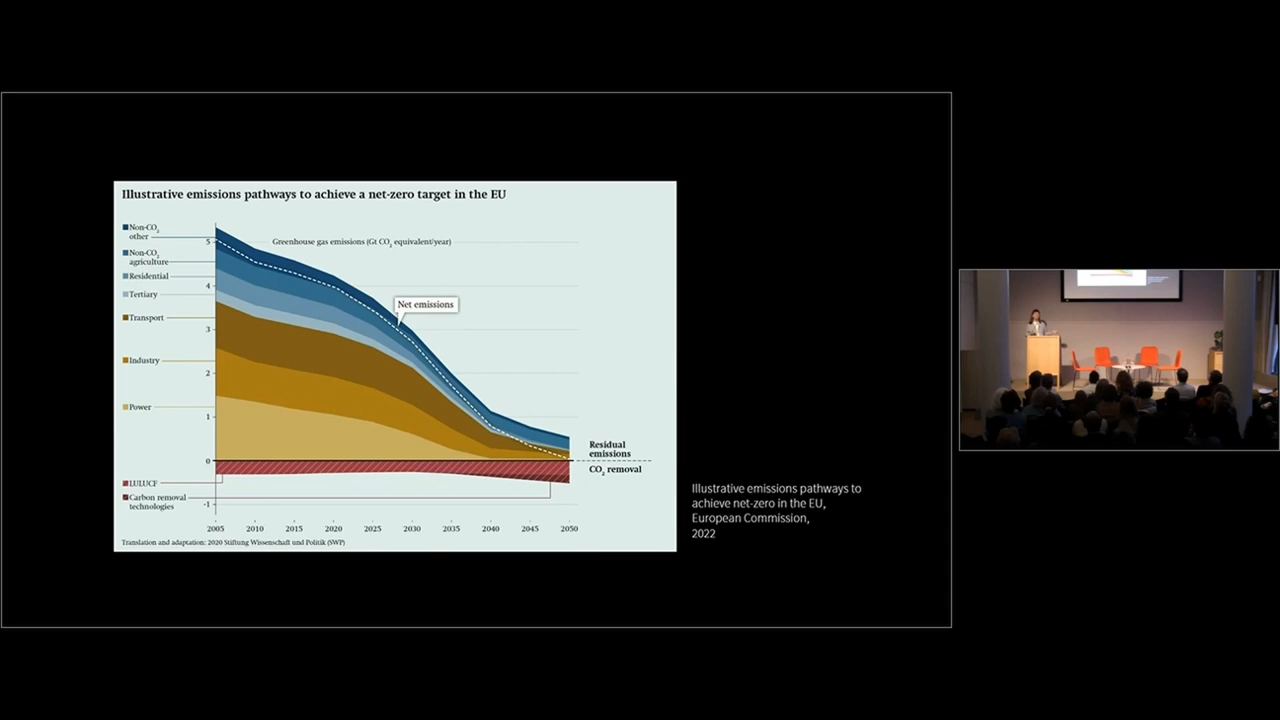 Illustrative emissions pathways to achieve a net-zero target in the EU
Non-CO₂
other
Non-CO₂
agriculture
Residential
Tertiary
Transport
Industry
Power
LULUCF
Carbon removal
technologies
Greenhouse gas emissions (Gt CO₂ equivalent/year)
Net emissions
5
4
3
2
1
0
-1
Residual
emissions
CO₂ removal
2005 2010 2015 2020 2025 2030 2035 2040 2045 2050
Translation and adaptation: 2020 Stiftung Wissenschaft und Politik (SWP)
Illustrative emissions pathways to
achieve net-zero in the EU,
European Commission,
2022